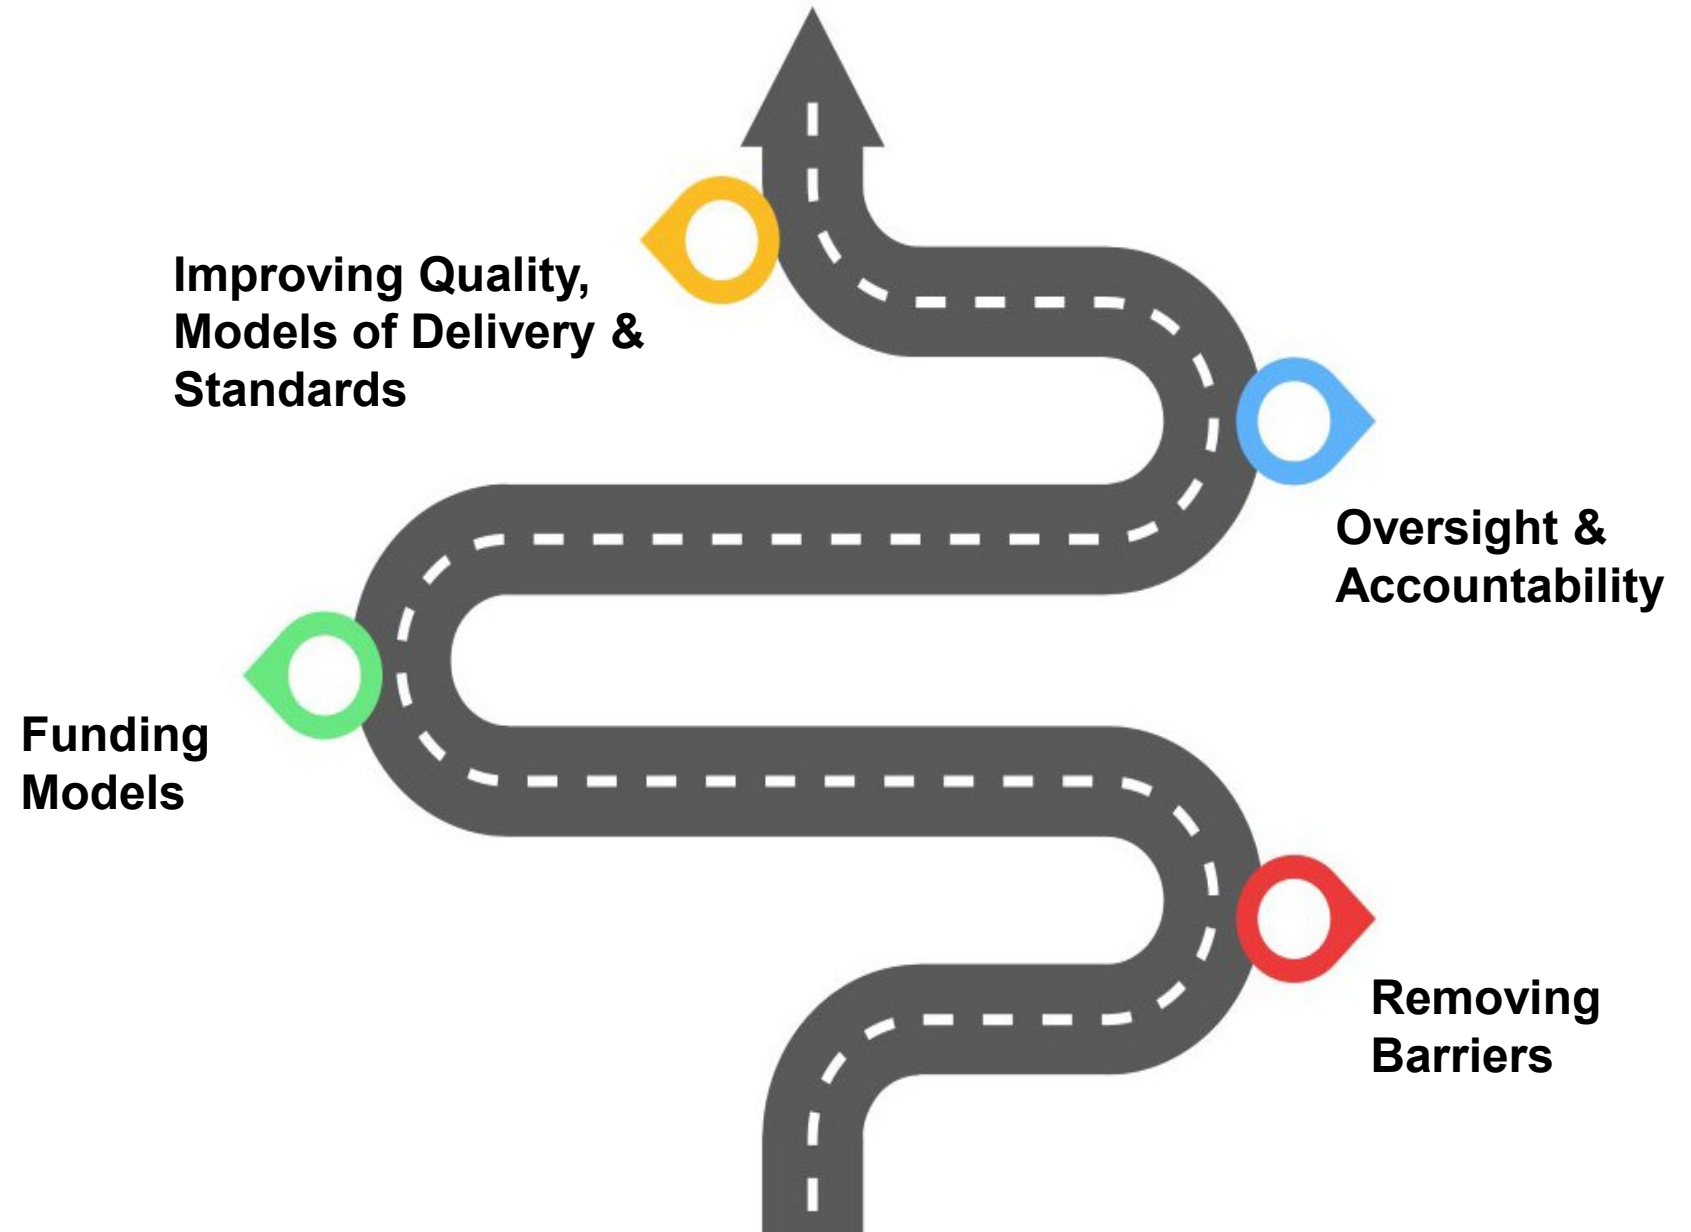 Improving Quality,
Models of Delivery &
Standards
Oversight &
Accountability
Funding
Models
Removing
Barriers